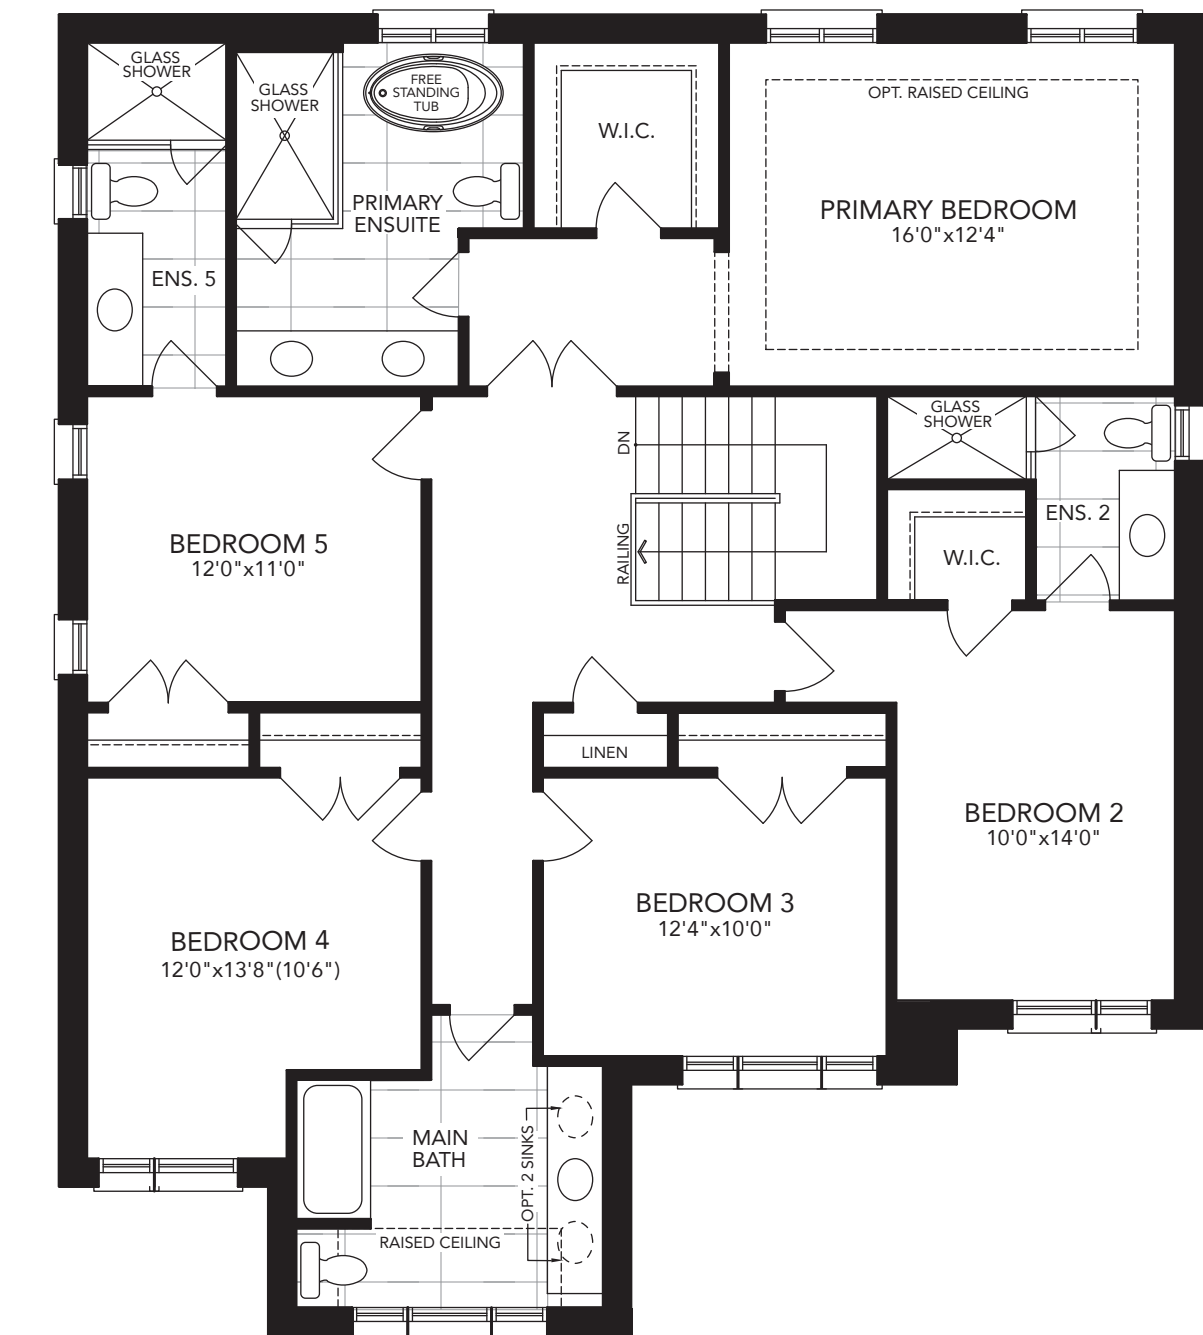 GLASS
SHOWER
GLASS
SHOWER
FREE
STANDING
TUB
W.I.C.
OPT. RAISED CEILING
PRIMARY
ENSUITE
PRIMARY BEDROOM
16'0"x12'4"
ENS. 5
GLASS
SHOWER
DN
RAILING
ENS. 2
W.I.C.
BEDROOM 5
12'0"x11'0"
LINEN
BEDROOM 2
10'0"x14'0"
BEDROOM 3
12'4"x10'0"
BEDROOM 4
12'0"x13'8"(10'6")
MAIN
BATH
OPT. 2 SINKS
RAISED CEILING